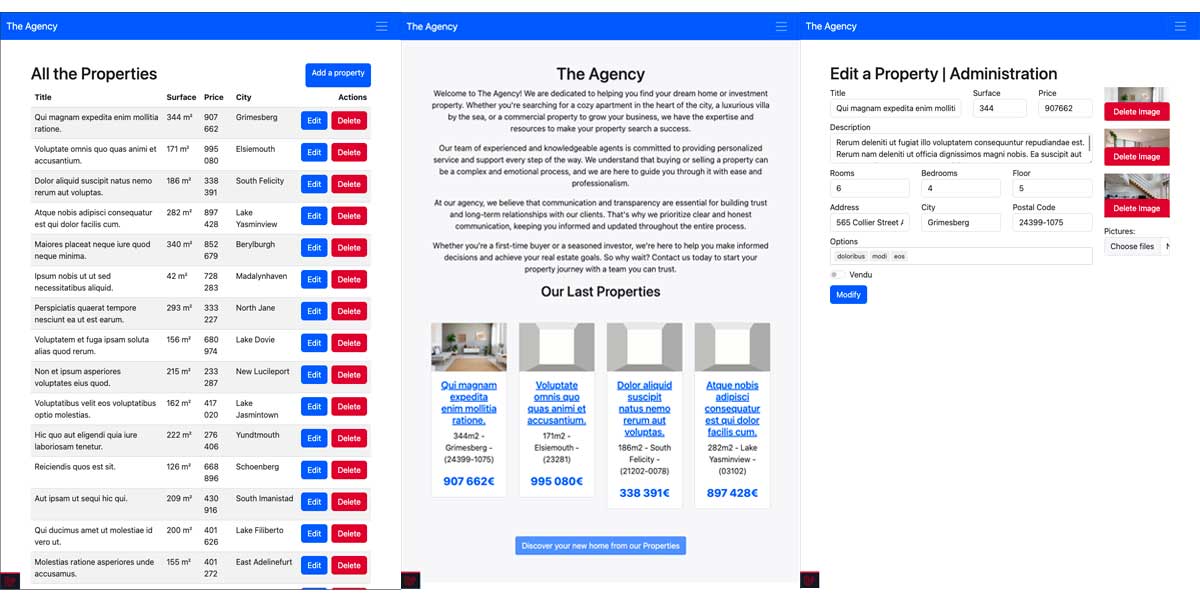 The Agency
All the Properties
Add a property
Title Surface Price City Actions
Qui magnam expedita enim mollitia 344 m² 907 Grimesberg Edit Delete
ratione. 662
Voluptate omnis quo quas animi et 171 m² 995 Elsiemouth Edit Delete
accusantium. 080
Dolor aliquid suscipit natus nemo 186 m² 338 South Felicity Edit Delete
rerum aut voluptas. 391
Atque nobis adipisci consequatur 282 m² 897 Lake Edit Delete
est qui dolor facilis cum. 428 Yasminview
Maiores placeat neque iure quod 340 m² 852 Berylburgh Edit Delete
neque minima. 679
Ipsum nobis ut ut sed 42 m² 728 Madalynhaven Edit Delete
necessitatibus aliquid. 283
Perspiciatis quaerat tempore 293 m² 333 North Jane Edit Delete
nesciunt ea ut est earum. 227
Voluptatem et fuga ipsam soluta 156 m² 680 Lake Dovie Edit Delete
alias quod rerum. 974
Non et ipsum asperiores 215 m² 233 New Lucileport Edit Delete
voluptates eius quod. 287
Voluptatibus velit eos voluptatibus 162 m² 417 Lake Edit Delete
optio molestias. 020 Jasmintown
Hic quo aut eligendi quia iure 222 m² 276 Yundtmouth Edit Delete
laboriosam tenetur. 406
Reiciendis quos est sit. 126 m² 668 Schoenberg Edit Delete
896
Aut ipsam ut sequi hic qui. 209 m² 430 South Imanistad Edit Delete
916
Qui ducimus amet ut molestiae id 200 m² 401 Lake Filiberto Edit Delete
vero ut. 626
Molestias ratione asperiores unde 155 m² 401 East Adelinefurt Edit Delete
accusamus. 272
The Agency
The Agency
Welcome to The Agency! We are dedicated to helping you find your dream home or investment
property. Whether you're searching for a cozy apartment in the heart of the city, a luxurious villa
by the sea, or a commercial property to grow your business, we have the expertise and
resources to make your property search a success.
Our team of experienced and knowledgeable agents is committed to providing personalized
service and support every step of the way. We understand that buying or selling a property can
be a complex and emotional process, and we are here to guide you through it with ease and
professionalism.
At our agency, we believe that communication and transparency are essential for building trust
and long-term relationships with our clients. That's why we prioritize clear and honest
communication, keeping you informed and updated throughout the entire process.
Whether you're a first-time buyer or a seasoned investor, we're here to help you make informed
decisions and achieve your real estate goals. So why wait? Contact us today to start your
property journey with a team you can trust.
Our Last Properties
Qui magnam
expedita
enim mollitia
ratione.
344m2 -
Grimesberg -
(24399-1075)
907 662€
Voluptate
omnis quo
quas animi et
accusantium.
171m2 -
Elsiemouth -
(23281)
995 080€
Dolor aliquid
suscipit
natus nemo
rerum aut
voluptas.
186m2 - South
Felicity -
(21202-0078)
338 391€
Atque nobis
adipisci
consequatur
est qui dolor
facilis cum.
282m2 - Lake
Yasminview -
(03102)
897 428€
Discover your new home from our Properties
The Agency
Edit a Property | Administration
Title Surface Price
Qui magnam expedita enim molliti 344 907662
Description
Rerum deleniti ut fugiat illo voluptatem consequuntur repudiandae est.
Rerum nam deleniti ut officia dignissimos magni nobis. Ea suscipit aut
Rooms Bedrooms Floor
6 4 5
Address City Postal Code
565 Collier Street Grimesberg 24399-1075
Options
doloribus modi eos
Vendu
Modify
Delete Image
Delete Image
Delete Image
Pictures:
Choose files